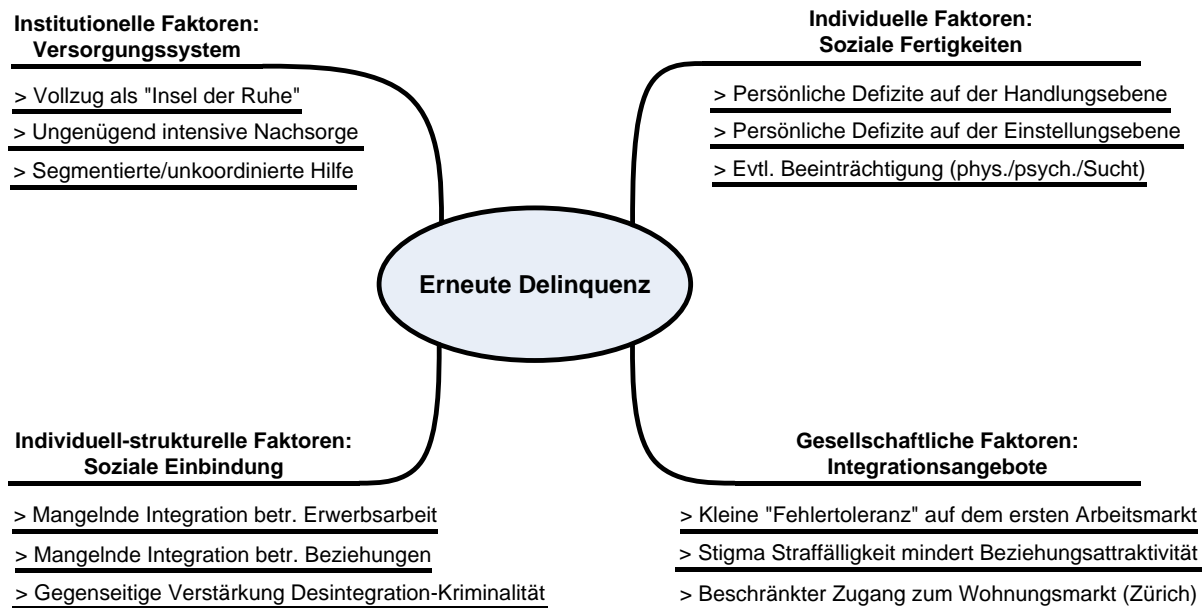 Institutionelle Faktoren:
Versorgungssystem
> Vollzug als "Insel der Ruhe"
> Ungenügend intensive Nachsorge
> Segmentierte/unkoordinierte Hilfe
Individuelle Faktoren:
Soziale Fertigkeiten
> Persönliche Defizite auf der Handlungsebene
> Persönliche Defizite auf der Einstellungsebene
> Evtl. Beeinträchtigung (phys./psych./Sucht)
Erneute Delinquenz
Individuell-strukturelle Faktoren:
Soziale Einbindung
> Mangelnde Integration betr. Erwerbsarbeit
> Mangelnde Integration betr. Beziehungen
> Gegenseitige Verstärkung Desintegration-Kriminalität
Gesellschaftliche Faktoren:
Integrationsangebote
> Kleine "Fehlertoleranz" auf dem ersten Arbeitsmarkt
> Stigma Straffälligkeit mindert Beziehungsattraktivität
> Beschränkter Zugang zum Wohnungsmarkt (Zürich)